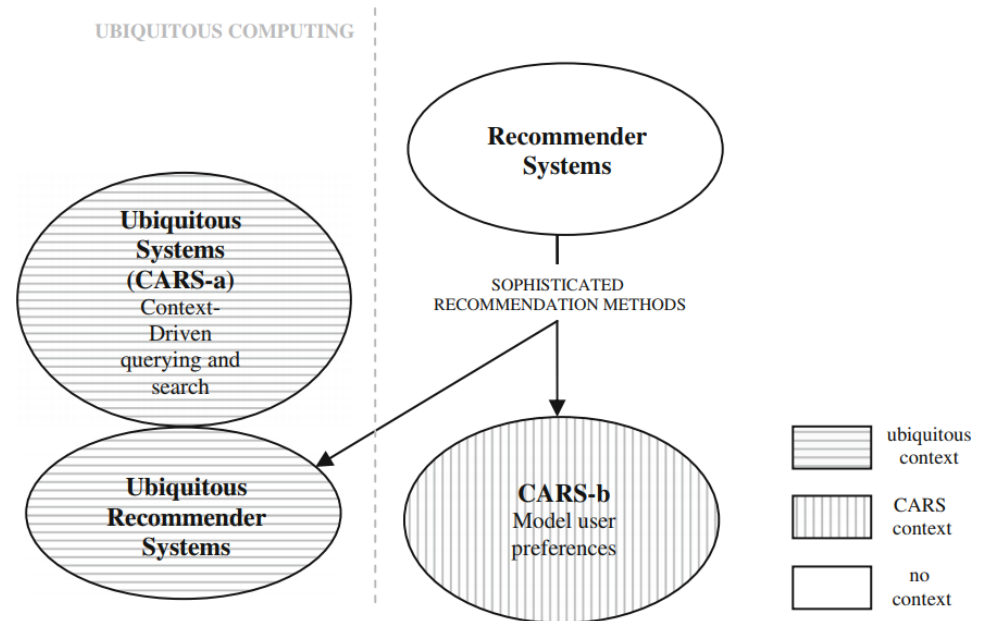 UBIQUITOUS COMPUTING
Recommender
Systems
Ubiquitous
Systems
(CARS-a)
Context-
Driven
querying and
search
SOPHISTICATED
RECOMMENDATION METHODS
Ubiquitous
Recommender
Systems
CARS-b
Model user
preferences
ubiquitous
context
CARS
context
no
context